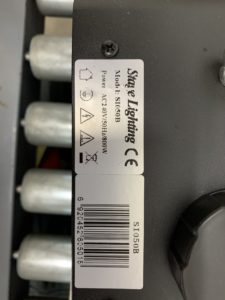 Stage Lighting
Model: SI050B
Power AC240V/50Hz/800W
CE
SI050B